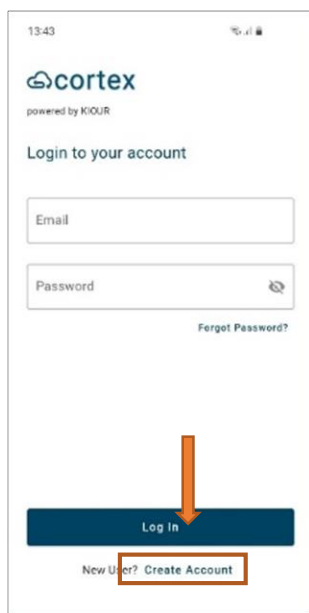 13:43
cortex
powered by KIOUR
Login to your account
Email
Password
Forgot Password?
Log In
New User? Create Account